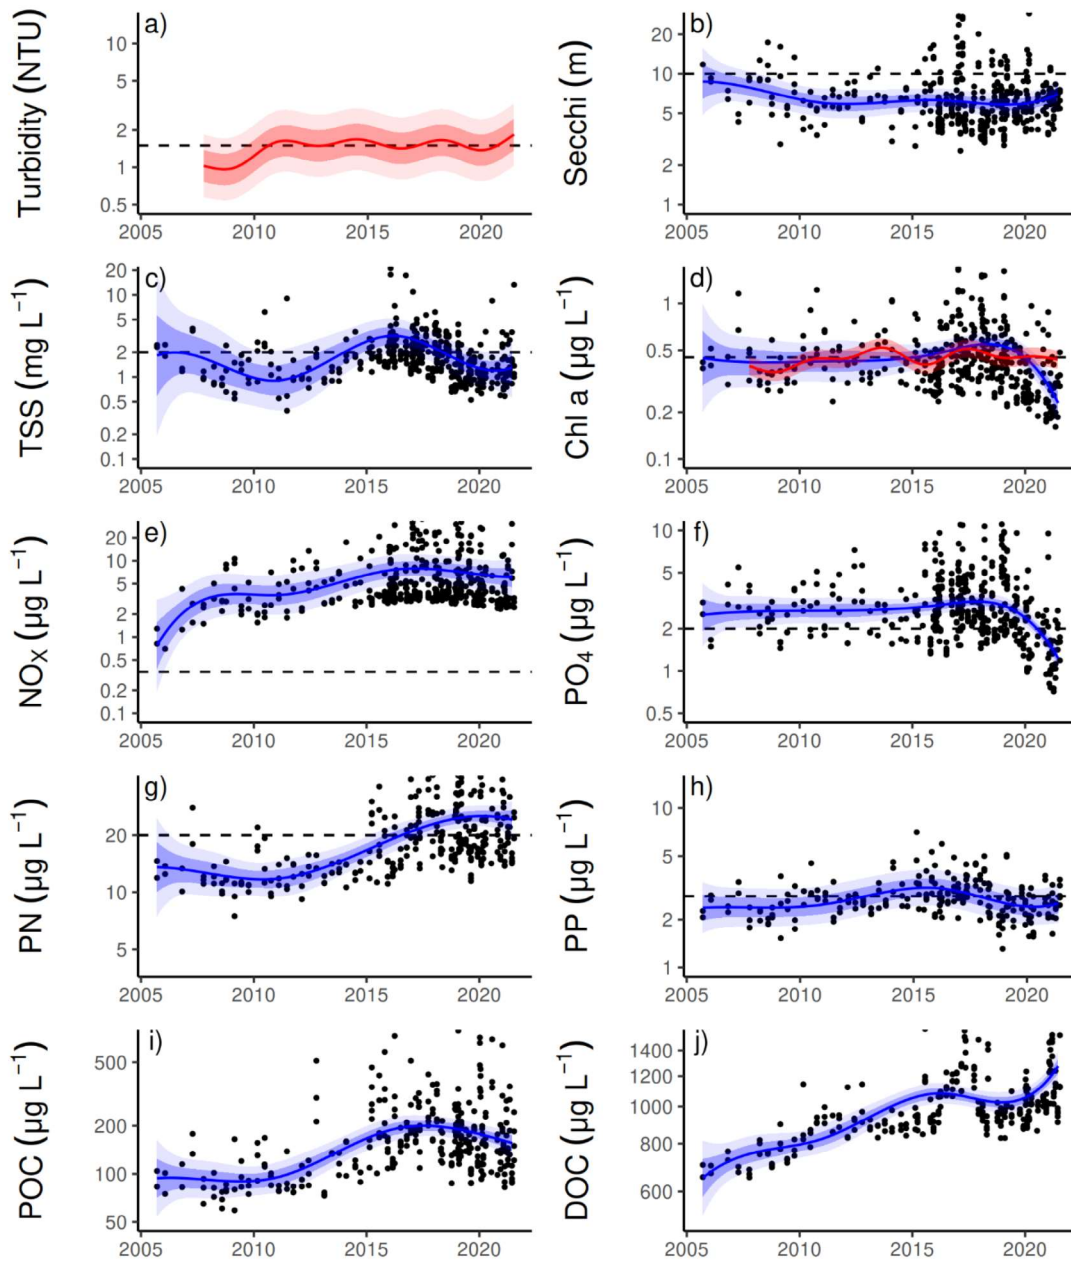 a)
Turbidity (NTU)
10
5
2
1
0.5
2005 2010 2015 2020
b)
Secchi (m)
20
10
5
2
1
2005 2010 2015 2020
c)
TSS (mg L⁻¹)
20
10
5
2
1
0.5
0.2
0.1
2005 2010 2015 2020
d)
Chl a (µg L⁻¹)
1
0.5
0.2
0.1
2005 2010 2015 2020
e)
NOₓ (µg L⁻¹)
20
10
5
2
1
0.5
0.2
0.1
2005 2010 2015 2020
f)
PO₄ (µg L⁻¹)
10
5
2
1
0.5
2005 2010 2015 2020
g)
PN (µg L⁻¹)
20
10
5
2005 2010 2015 2020
h)
PP (µg L⁻¹)
10
5
2
1
2005 2010 2015 2020
i)
POC (µg L⁻¹)
500
200
100
50
2005 2010 2015 2020
j)
DOC (µg L⁻¹)
1400
1200
1000
800
600
2005 2010 2015 2020